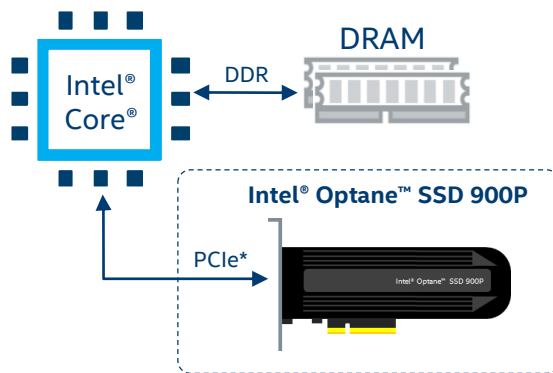 Intel®
Core®
DDR
DRAM
Intel® Optane™ SSD 900P
PCIe*
Intel® Optane™ SSD 900P